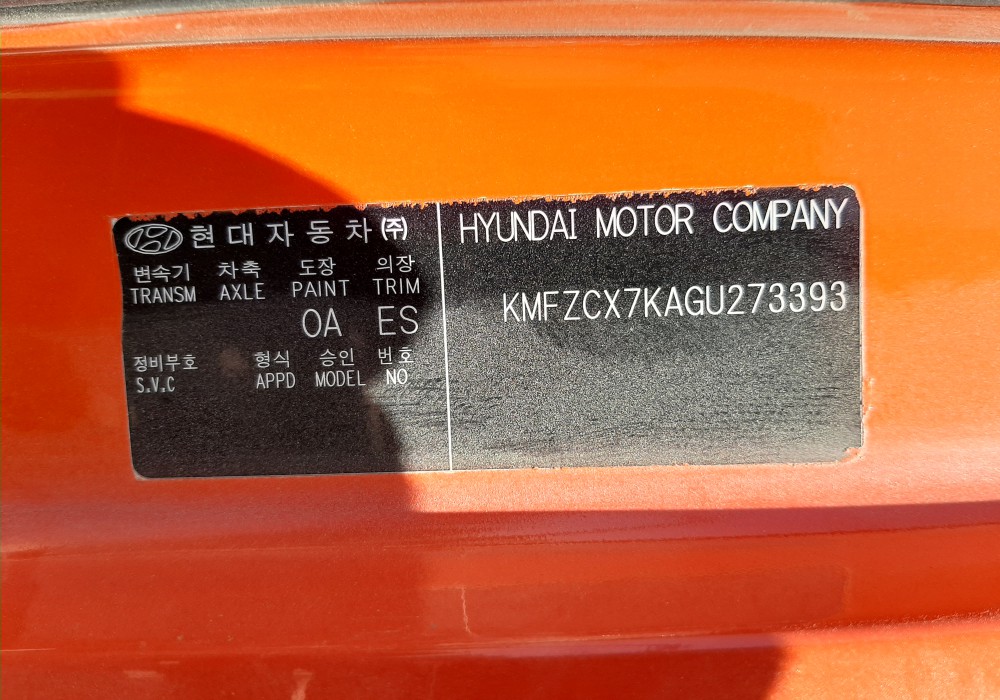 현대자동차㈜
변속기 차축 도장 의장
TRANSM AXLE PAINT TRIM
OA ES
정비부호 형식 승인 번호
S.V.C APPD MODEL NO
HYUNDAI MOTOR COMPANY
KMFZCX7KAGU273393